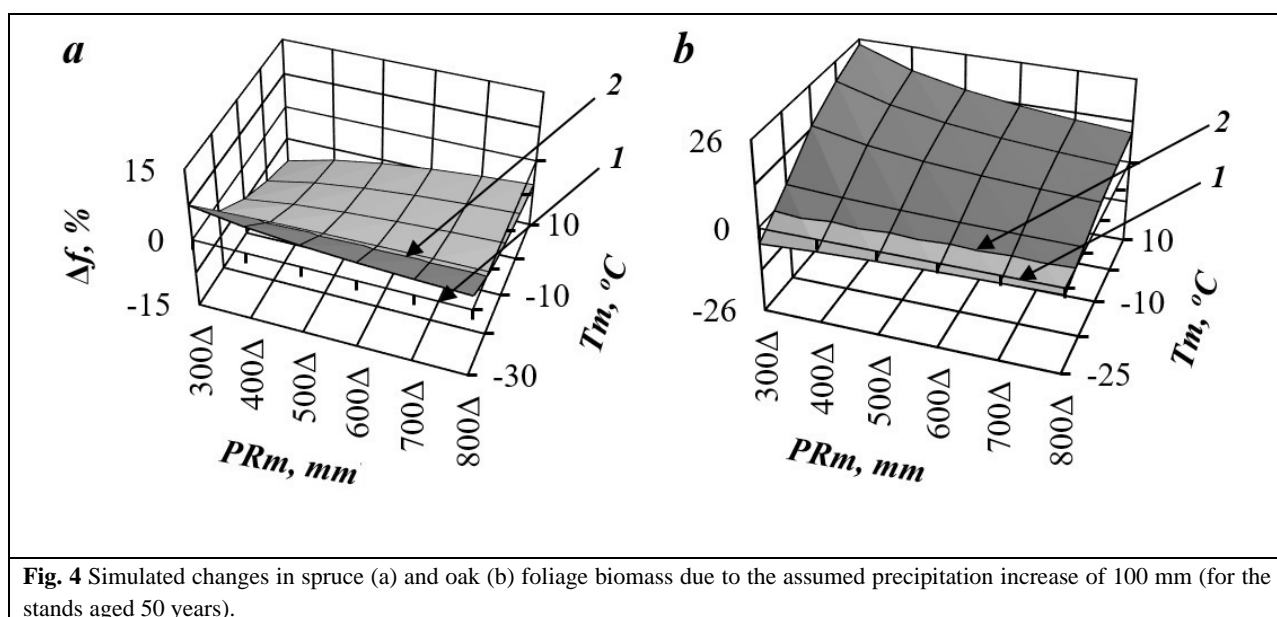 a
2
1
15
0
-15
Δf, %
300Δ
400Δ
500Δ
600Δ
700Δ
800Δ
PRm, mm
10
-10
-30
Tm, ºC
b
2
1
26
0
-26
300Δ
400Δ
500Δ
600Δ
700Δ
800Δ
PRm, mm
10
-10
-25
Tm, ºC
Fig. 4 Simulated changes in spruce (a) and oak (b) foliage biomass due to the assumed precipitation increase of 100 mm (for the
stands aged 50 years).